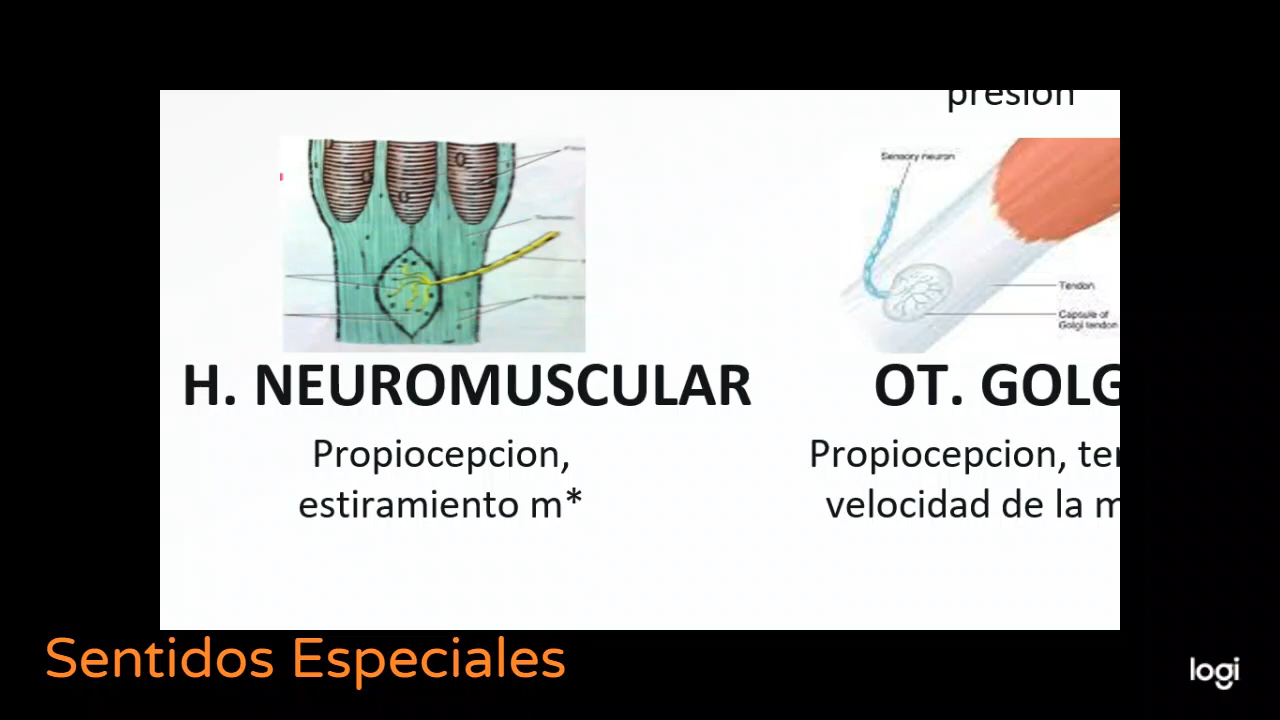 presion
Sensory neuron
Tendon
Capsule of
Golgi tendon
H. NEUROMUSCULAR
OT. GOLG
Propiocepcion,
estiramiento m*
Propiocepcion, ten
velocidad de la m
Sentidos Especiales
logi